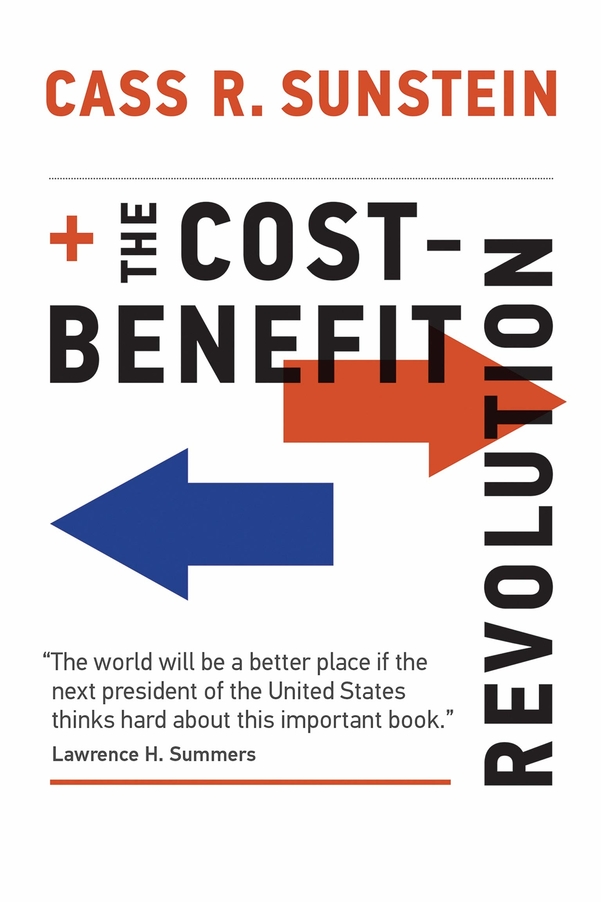 CASS R. SUNSTEIN
+ THE COST-
BENEFIT
REVOLUTION
“The world will be a better place if the
next president of the United States
thinks hard about this important book.”
Lawrence H. Summers